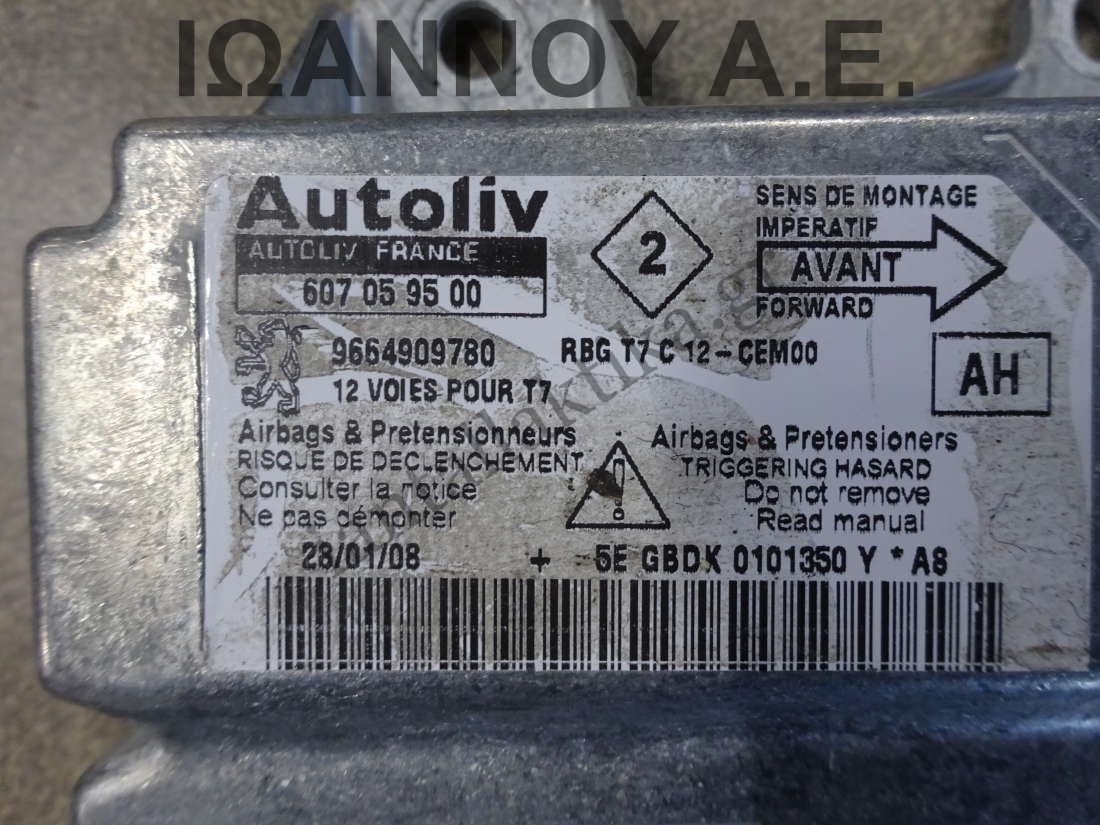 ΙΩΑΝΝΟΥ Α.Ε.
Autoliv
AUTOLIV FRANCE
607 05 95 00
2
SENS DE MONTAGE
IMPERATIF
AVANT
FORWARD
9664909780
RBG T7 C 12-CEM00
12 VOIES POUR T7
AH
Airbags & Pretensionneurs
RISQUE DE DECLENCHEMENT
Consulter la notice
Ne pas démonter
Airbags & Pretensioners
TRIGGERING HASARD
Do not remove
Read manual
28/01/08 + 5E GBDK 0101350 Y * A8